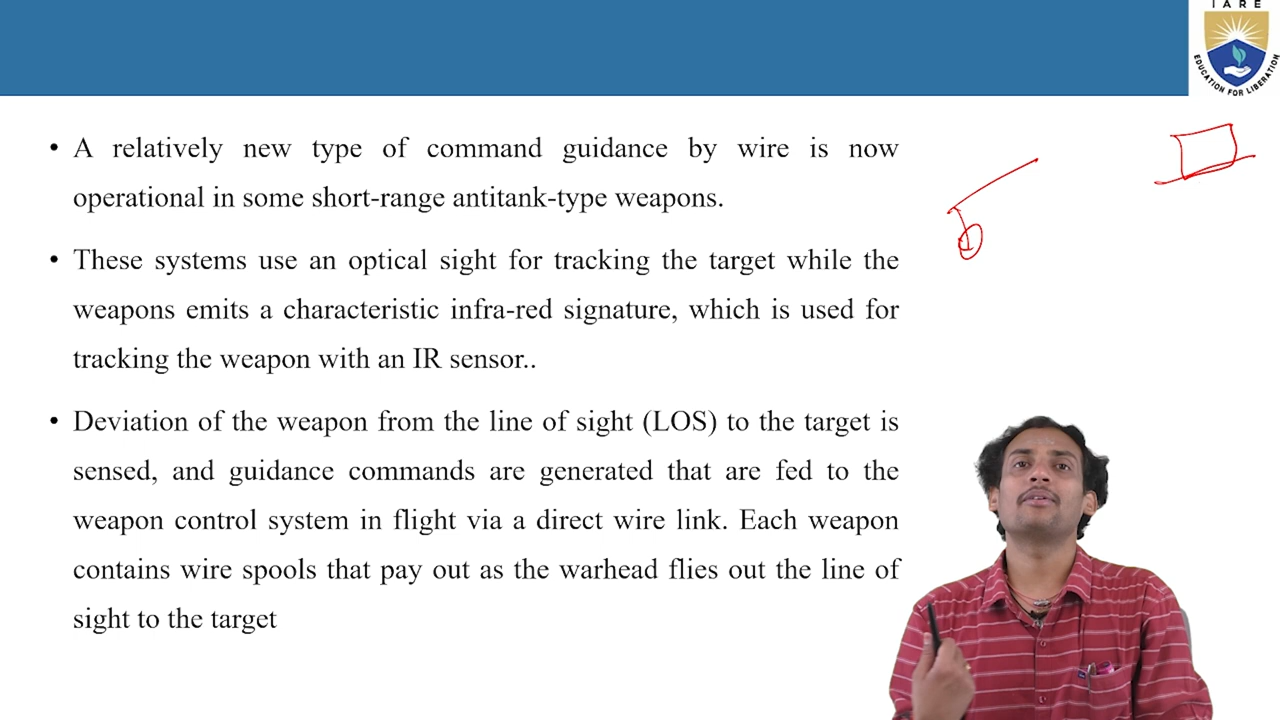 IARE
EDUCATION FOR LIBERATION
• A relatively new type of command guidance by wire is now
operational in some short-range antitank-type weapons.
• These systems use an optical sight for tracking the target while the
weapons emits a characteristic infra-red signature, which is used for
tracking the weapon with an IR sensor..
• Deviation of the weapon from the line of sight (LOS) to the target is
sensed, and guidance commands are generated that are fed to the
weapon control system in flight via a direct wire link. Each weapon
contains wire spools that pay out as the warhead flies out the line of
sight to the target